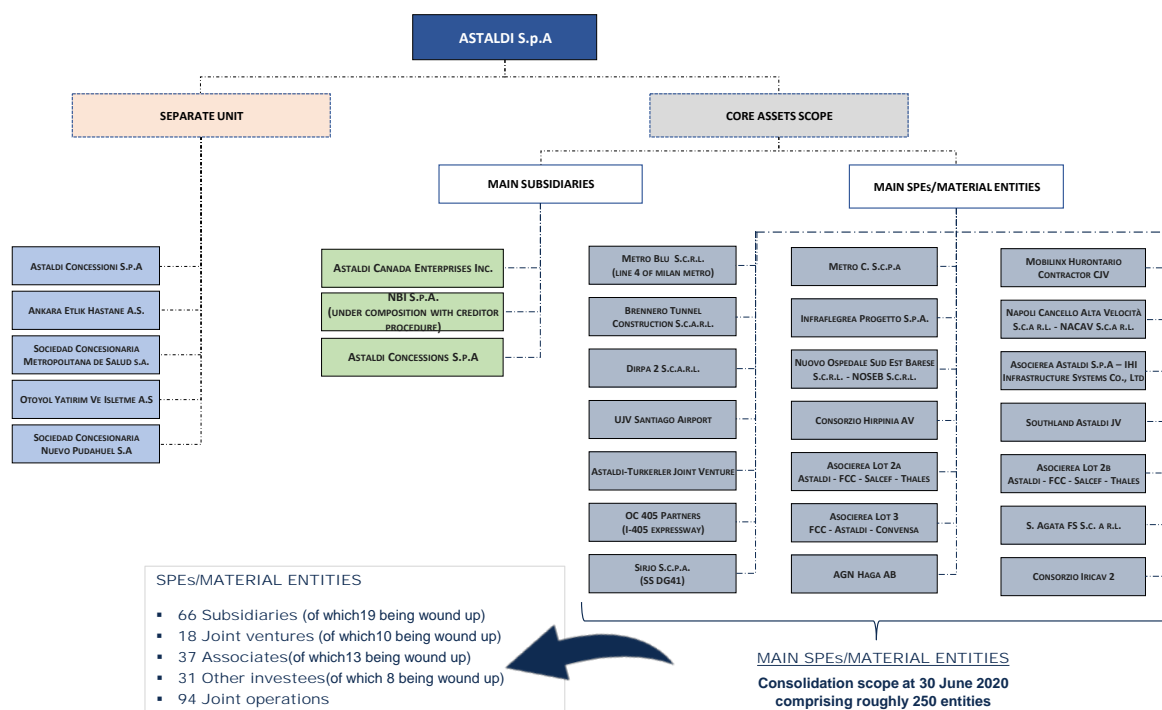 ASTALDI S.p.A
SEPARATE UNIT
CORE ASSETS SCOPE
MAIN SUBSIDIARIES
MAIN SPEs/MATERIAL ENTITIES
ASTALDI CONCESSIONI S.P.A
ANKARA ETLIK HASTANE A.S.
SOCIEDAD CONCESIONARIA
METROPOLITANA DE SALUD S.A.
OTOYOL YATIRIM VE ISLETME A.S
SOCIEDAD CONCESIONARIA
NUEVO PUDAHUEL S.A
ASTALDI CANADA ENTERPRISES INC.
NBI S.P.A.
(UNDER COMPOSITION WITH CREDITOR
PROCEDURE)
ASTALDI CONCESSIONS S.P.A
METRO BLU S.C.R.L.
(LINE 4 OF MILAN METRO)
BRENNERO TUNNEL
CONSTRUCTION S.C.A.R.L.
DIRPA 2 S.C.A.R.L.
UJV SANTIAGO AIRPORT
ASTALDI-TURKERLER JOINT VENTURE
OC 405 PARTNERS
(I-405 EXPRESSWAY)
SIRJO S.C.P.A.
(SS DG41)
METRO C. S.C.P.A
INFRAFLEGREA PROGETTO S.P.A.
NUOVO OSPEDALE SUD EST BARESE
S.C.R.L. - NOSEB S.C.R.L.
CONSORZIO HIRPINIA AV
ASOCIEREA LOT 2A
ASTALDI - FCC - SALCEF - THALES
ASOCIEREA LOT 3
FCC - ASTALDI - CONVENSA
AGN HAGA AB
MOBILINX HURONTARIO
CONTRACTOR CJV
NAPOLI CANCELLO ALTA VELOCITÀ
S.C.A R.L. - NACAV S.C.A R.L.
ASOCIEREA ASTALDI S.P.A – IHI
INFRASTRUCTURE SYSTEMS CO., LTD
SOUTHLAND ASTALDI JV
ASOCIEREA LOT 2B
ASTALDI - FCC - SALCEF - THALES
S. AGATA FS S.C. A R.L.
CONSORZIO IRICAV 2
SPEs/MATERIAL ENTITIES
▪ 66 Subsidiaries (of which19 being wound up)
▪ 18 Joint ventures (of which10 being wound up)
▪ 37 Associates(of which13 being wound up)
▪ 31 Other investees(of which 8 being wound up)
▪ 94 Joint operations
MAIN SPEs/MATERIAL ENTITIES
Consolidation scope at 30 June 2020
comprising roughly 250 entities